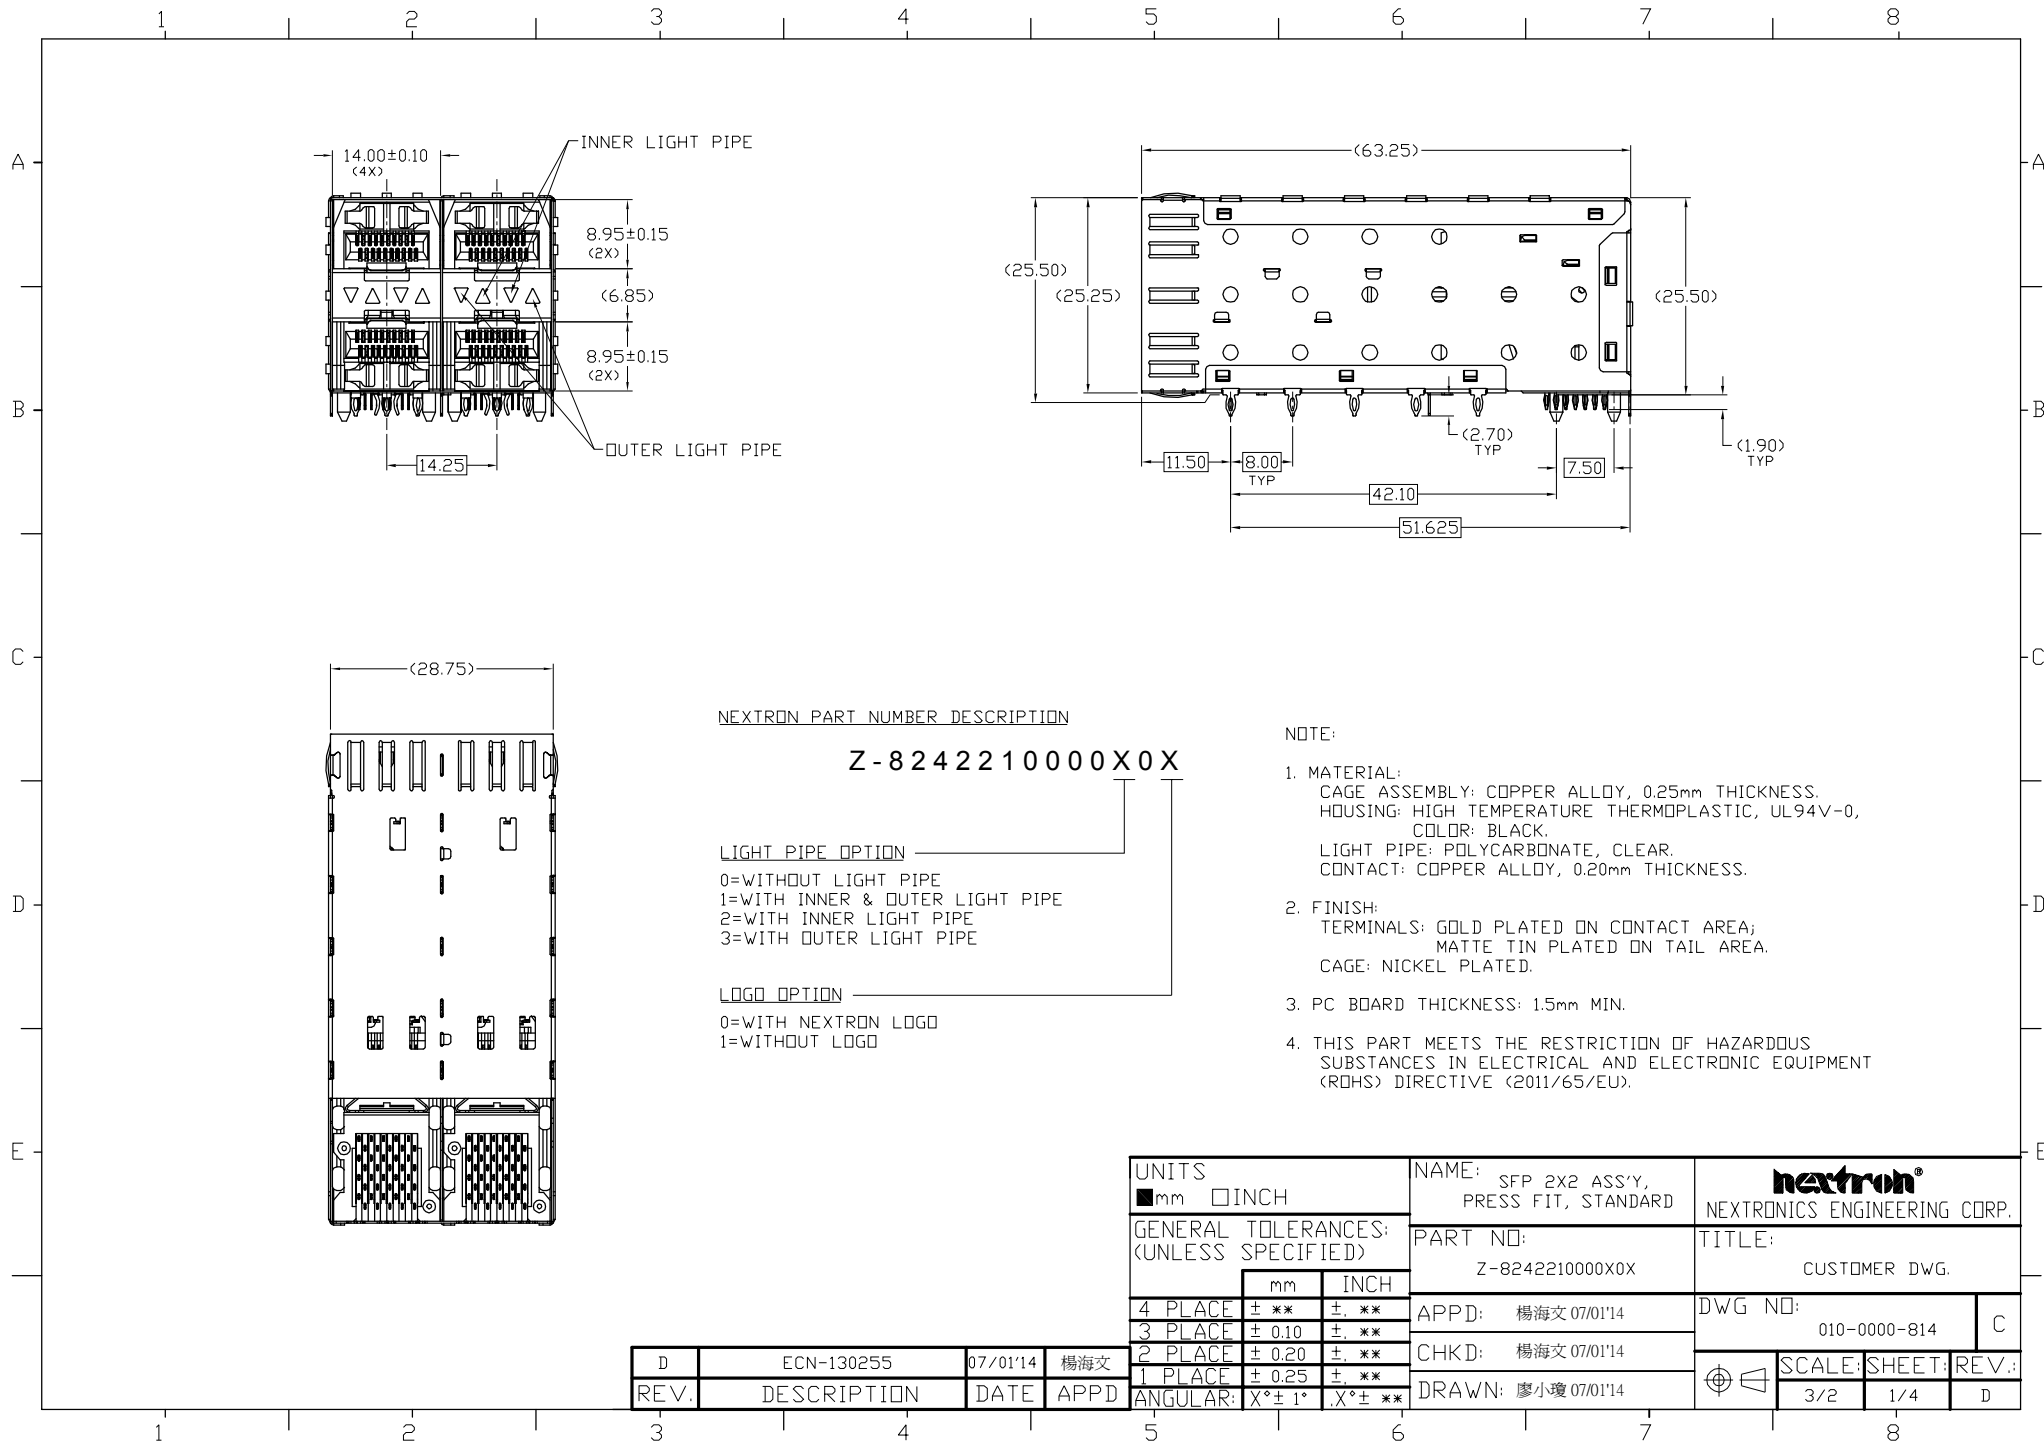 1 2 3 4 5 6 7 8
A
B
C
D
E
A
B
C
D
E
14.00±0.10
(4X)
INNER LIGHT PIPE
8.95±0.15
(2X)
(6.85)
8.95±0.15
(2X)
OUTER LIGHT PIPE
14.25
(63.25)
(25.50)
(25.25)
(25.50)
(2.70)
TYP
(1.90)
TYP
11.50
8.00
TYP
7.50
42.10
51.625
(28.75)
NEXTRON PART NUMBER DESCRIPTION
Z-8242210000X0X
LIGHT PIPE OPTION
0=WITHOUT LIGHT PIPE
1=WITH INNER & OUTER LIGHT PIPE
2=WITH INNER LIGHT PIPE
3=WITH OUTER LIGHT PIPE
LOGO OPTION
0=WITH NEXTRON LOGO
1=WITHOUT LOGO
NOTE:
1. MATERIAL:
CAGE ASSEMBLY: COPPER ALLOY, 0.25mm THICKNESS.
HOUSING: HIGH TEMPERATURE THERMOPLASTIC, UL94V-0,
COLOR: BLACK.
LIGHT PIPE: POLYCARBONATE, CLEAR.
CONTACT: COPPER ALLOY, 0.20mm THICKNESS.
2. FINISH:
TERMINALS: GOLD PLATED ON CONTACT AREA;
MATTE TIN PLATED ON TAIL AREA.
CAGE: NICKEL PLATED.
3. PC BOARD THICKNESS: 1.5mm MIN.
4. THIS PART MEETS THE RESTRICTION OF HAZARDOUS
SUBSTANCES IN ELECTRICAL AND ELECTRONIC EQUIPMENT
(ROHS) DIRECTIVE (2011/65/EU).
UNITS
mm INCH
GENERAL TOLERANCES:
(UNLESS SPECIFIED)
mm INCH
4 PLACE ± ** ±. **
3 PLACE ± 0.10 ±. **
2 PLACE ± 0.20 ±. **
1 PLACE ± 0.25 ±. **
ANGULAR: X°± 1° .X°± **
NAME: SFP 2X2 ASS'Y,
PRESS FIT, STANDARD
PART NO:
Z-8242210000X0X
APPD: 楊海文 07/01'14
CHKD: 楊海文 07/01'14
DRAWN: 廖小瓊 07/01'14
nextron®
NEXTRONICS ENGINEERING CORP.
TITLE:
CUSTOMER DWG.
DWG NO:
010-0000-814
C
SCALE: SHEET: REV.:
3/2 1/4 D
D ECN-130255 07/01'14 楊海文
REV. DESCRIPTION DATE APPD
1 2 3 4 5 6 7 8